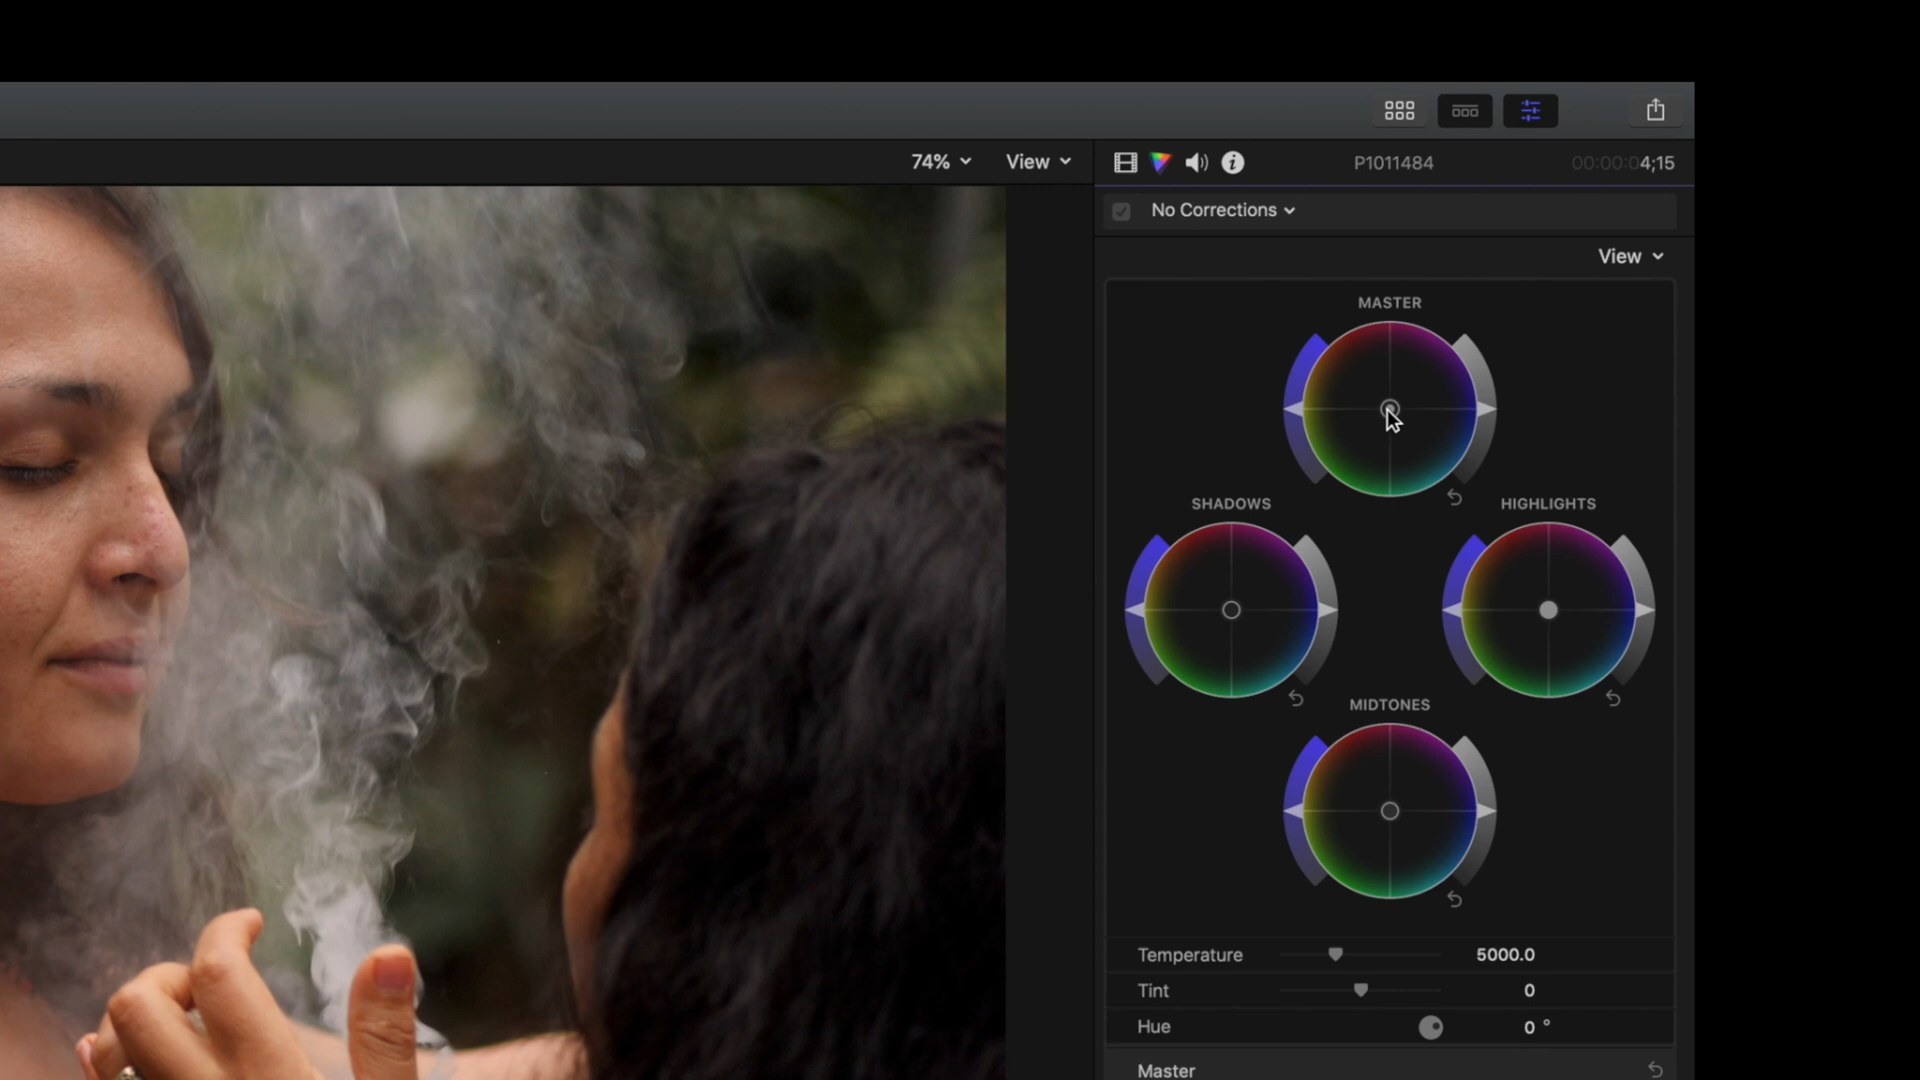 74% View
P1011484 00:00:04;15
No Corrections
View
MASTER
SHADOWS
HIGHLIGHTS
MIDTONES
Temperature 5000.0
Tint 0
Hue 0 °
Master